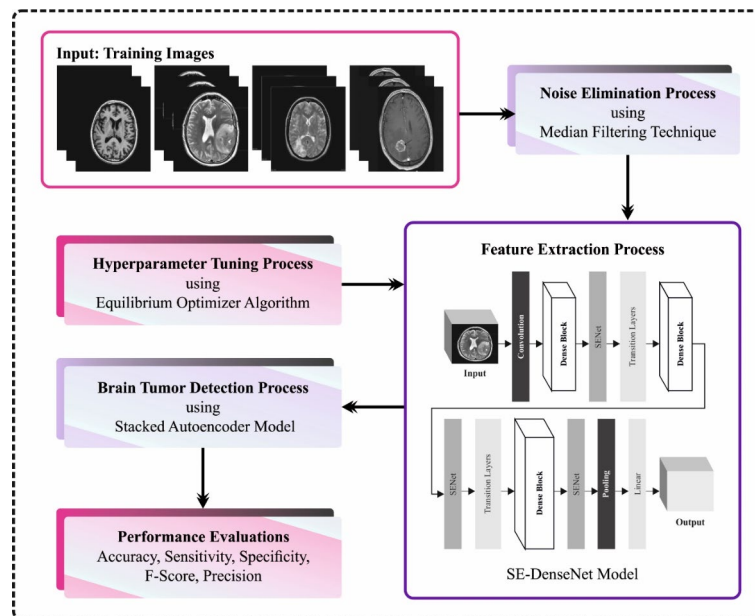 Input: Training Images
Noise Elimination Process
using
Median Filtering Technique
Hyperparameter Tuning Process
using
Equilibrium Optimizer Algorithm
Feature Extraction Process
Input
Convolution
Dense Block
SENet
Transition Layers
Dense Block
SENet
Transition Layers
Dense Block
SENet
Pooling
Linear
Output
SE-DenseNet Model
Brain Tumor Detection Process
using
Stacked Autoencoder Model
Performance Evaluations
Accuracy, Sensitivity, Specificity,
F-Score, Precision